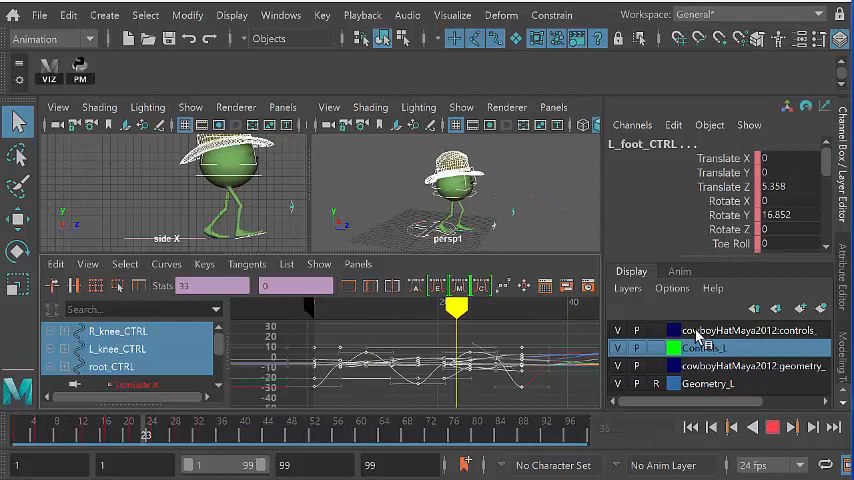 File Edit Create Select Modify Display Windows Key Playback Audio Visualize Deform Constrain Workspace: General*
Animation Objects
VIZ PM
View Shading Lighting Show Renderer Panels View Shading Lighting Show Renderer Panels
Channels Edit Object Show
L_foot_CTRL . . .
Translate X 0
Translate Y 0
Translate Z 5.358
Rotate X 0
Rotate Y 16.852
Rotate Z 0
Toe Roll 0
y z side X
y z persp1
Edit View Select Curves Keys Tangents List Show Panels
Stats 33 0
Search...
R_knee_CTRL
L_knee_CTRL
root_CTRL
Translate X
30
20
10
0
-10
-20
-30
20 40
Display Anim
Layers Options Help
V P cowboyHatMaya2012:controls_
V P Controls_L
V P cowboyHatMaya2012:geometry_
V P R Geometry_L
Channel Box / Layer Editor
Attribute Editor
4 8 12 16 20 23 28 32 36 40 44 48 52 56 60 64 68 72 76 80 84 88 92 96 35
1 1 1 99 99 99 No Character Set No Anim Layer 24 fps